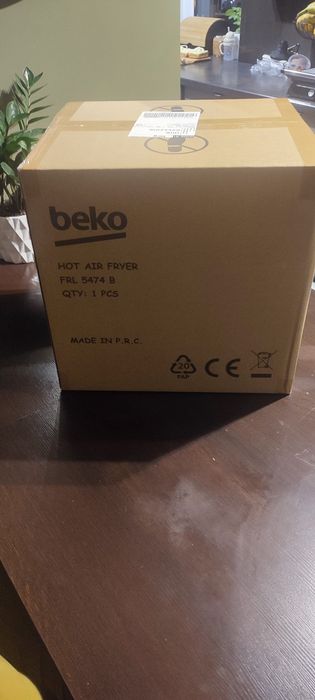 beko
HOT AIR FRYER
FRL 5474 B
QTY: 1 PCS
MADE IN P.R.C.
20
PAP
CE